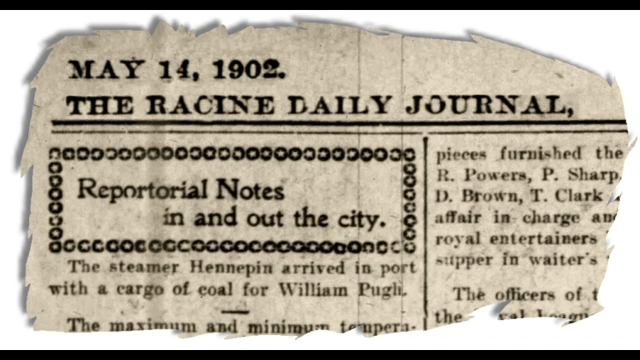 MAY 14, 1902.
THE RACINE DAILY JOURNAL,
Reportorial Notes
in and out the city.
The steamer Hennepin arrived in port
with a cargo of coal for William Pugh.
The maximum and minimum tempera-
pieces furnished the
R. Powers, P. Sharp,
D. Brown, T. Clark
affair in charge and
royal entertainers
supper in waiter's
The officers of t
the